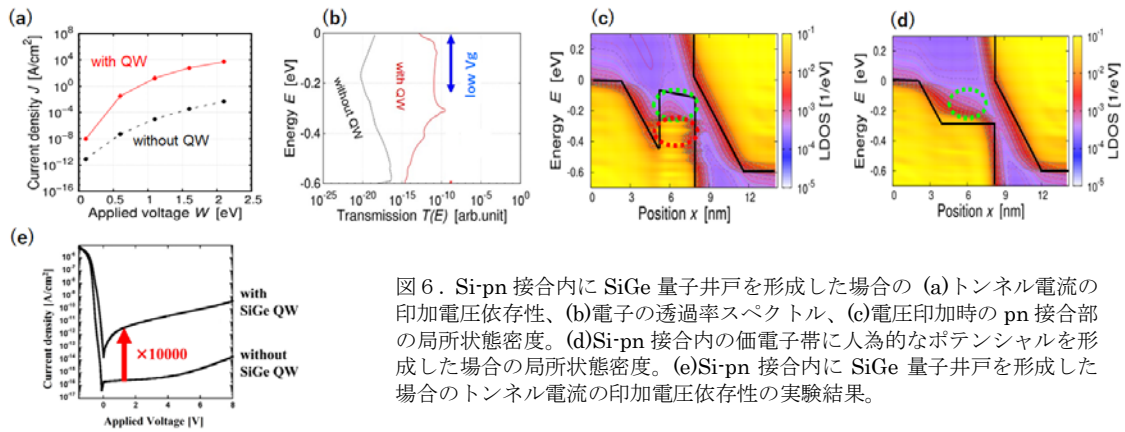 (a)
Current density J [A/cm2]
10^8
10^4
10^0
10^-4
10^-8
10^-12
10^-16
with QW
without QW
0 0.5 1 1.5 2 2.5
Applied voltage W [eV]
(b)
Energy E [eV]
0
-0.2
-0.4
-0.6
without QW
with QW
low Vg
10^-25 10^-20 10^-15 10^-10 10^-5 10^0
Transmission T(E) [arb.unit]
(c)
Energy E [eV]
0.2
0
-0.2
-0.4
-0.6
0 3 6 9 12
Position x [nm]
10^-1
10^-2
10^-3
10^-4
10^-5
LDOS [1/eV]
(d)
Energy E [eV]
0.2
0
-0.2
-0.4
-0.6
0 3 6 9 12
Position x [nm]
10^-1
10^-2
10^-3
10^-4
10^-5
LDOS [1/eV]
(e)
Current density [A/cm²]
with
SiGe QW
×10000
without
SiGe QW
0 2 4 6 8
Applied Voltage [V]
図6．Si-pn 接合内に SiGe 量子井戸を形成した場合の (a)トンネル電流の
印加電圧依存性、(b)電子の透過率スペクトル、(c)電圧印加時の pn 接合部
の局所状態密度。(d)Si-pn 接合内の価電子帯に人為的なポテンシャルを形
成した場合の局所状態密度。(e)Si-pn 接合内に SiGe 量子井戸を形成した
場合のトンネル電流の印加電圧依存性の実験結果。